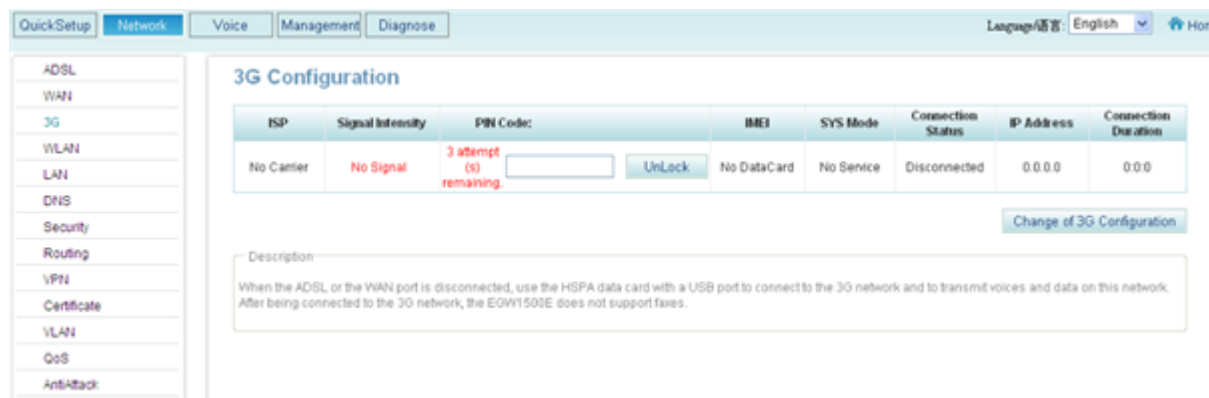 QuickSetup Network Voice Management Diagnose Language/语言: English Hor
ADSL
WAN
3G
WLAN
LAN
DNS
Security
Routing
VPN
Certificate
VLAN
QoS
AntiAttack
3G Configuration
ISP Signal Intensity PIN Code: IMEI SYS Mode Connection Status IP Address Connection Duration
No Carrier No Signal 3 attempt (s) remaining. UnLock No DataCard No Service Disconnected 0.0.0.0 0:0:0
Change of 3G Configuration
Description
When the ADSL or the WAN port is disconnected, use the HSPA data card with a USB port to connect to the 3G network and to transmit voices and data on this network.
After being connected to the 3G network, the EGW1500E does not support faxes.